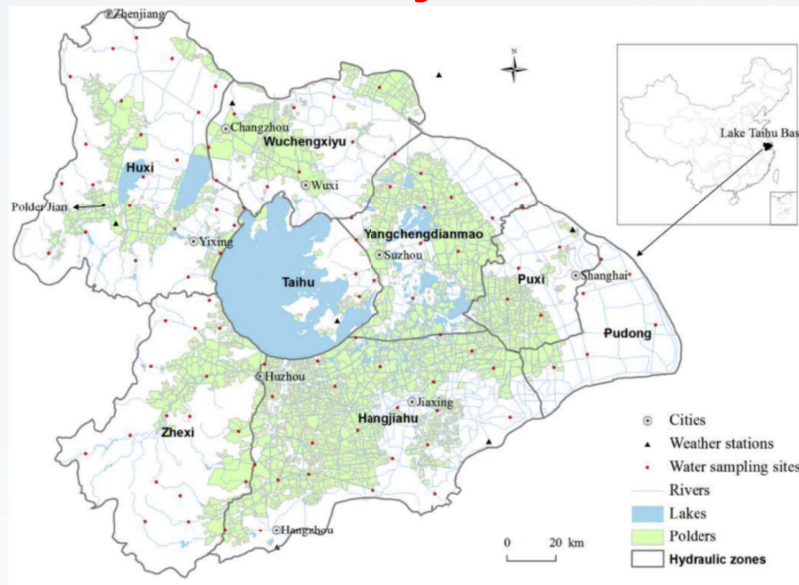 Zhenjiang
N
Changzhou
Wuchengxiyu
Lake Taihu Bas
Huxi
Wuxi
Polder Jian
Yangchengdianmao
Yixing
Suzhou
Taihu
Puxi
Shanghai
Pudong
Huzhou
Jiaxing
Hangjiahu
Zhexi
Hangzhou
Cities
Weather stations
Water sampling sites
Rivers
Lakes
Polders
Hydraulic zones
0 20 km